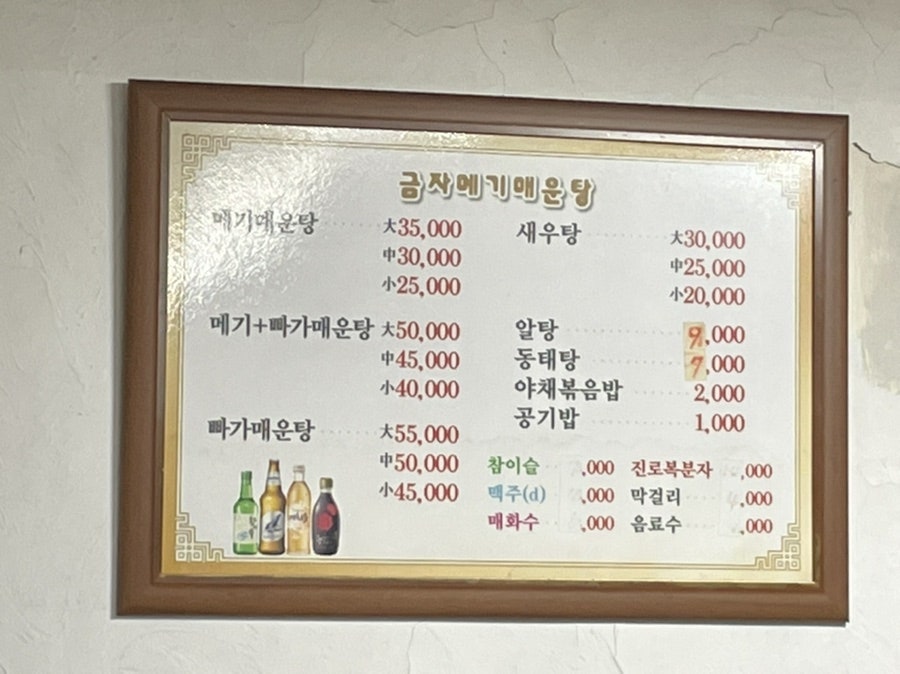 금자메기매운탕
메기매운탕 大35,000
中30,000
小25,000
메기+빠가매운탕 大50,000
中45,000
小40,000
빠가매운탕 大55,000
中50,000
小45,000
새우탕 大30,000
中25,000
小20,000
알탕 9,000
동태탕 7,000
야채볶음밥 2,000
공기밥 1,000
참이슬 ,000
맥주(d) ,000
매화수 ,000
진로복분자 ,000
막걸리 ,000
음료수 ,000